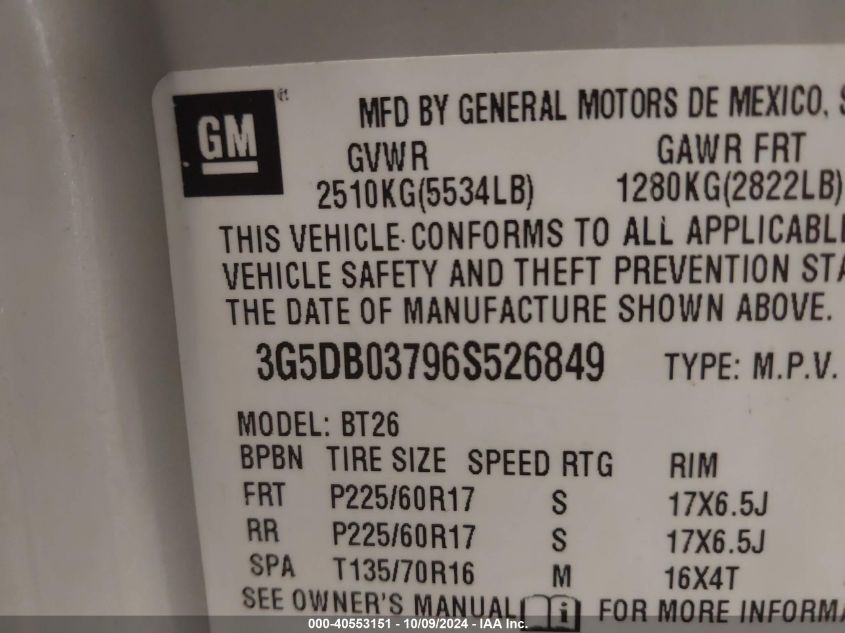 GM ®
MFD BY GENERAL MOTORS DE MEXICO, S
GVWR GAWR FRT
2510KG(5534LB) 1280KG(2822LB)
THIS VEHICLE CONFORMS TO ALL APPLICABL
VEHICLE SAFETY AND THEFT PREVENTION STA
THE DATE OF MANUFACTURE SHOWN ABOVE.
3G5DB03796S526849 TYPE: M.P.V.
MODEL: BT26
BPBN TIRE SIZE SPEED RTG RIM
FRT P225/60R17 S 17X6.5J
RR P225/60R17 S 17X6.5J
SPA T135/70R16 M 16X4T
SEE OWNER'S MANUAL i FOR MORE INFORMA
000-40553151 - 10/09/2024 - IAA Inc.